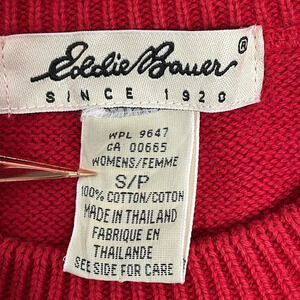 Eddie Bauer ®
SINCE 1920
WPL 9647
CA 00665
WOMENS/FEMME
S/P
100% COTTON/COTON
MADE IN THAILAND
FABRIQUE EN
THAILANDE
SEE SIDE FOR CARE